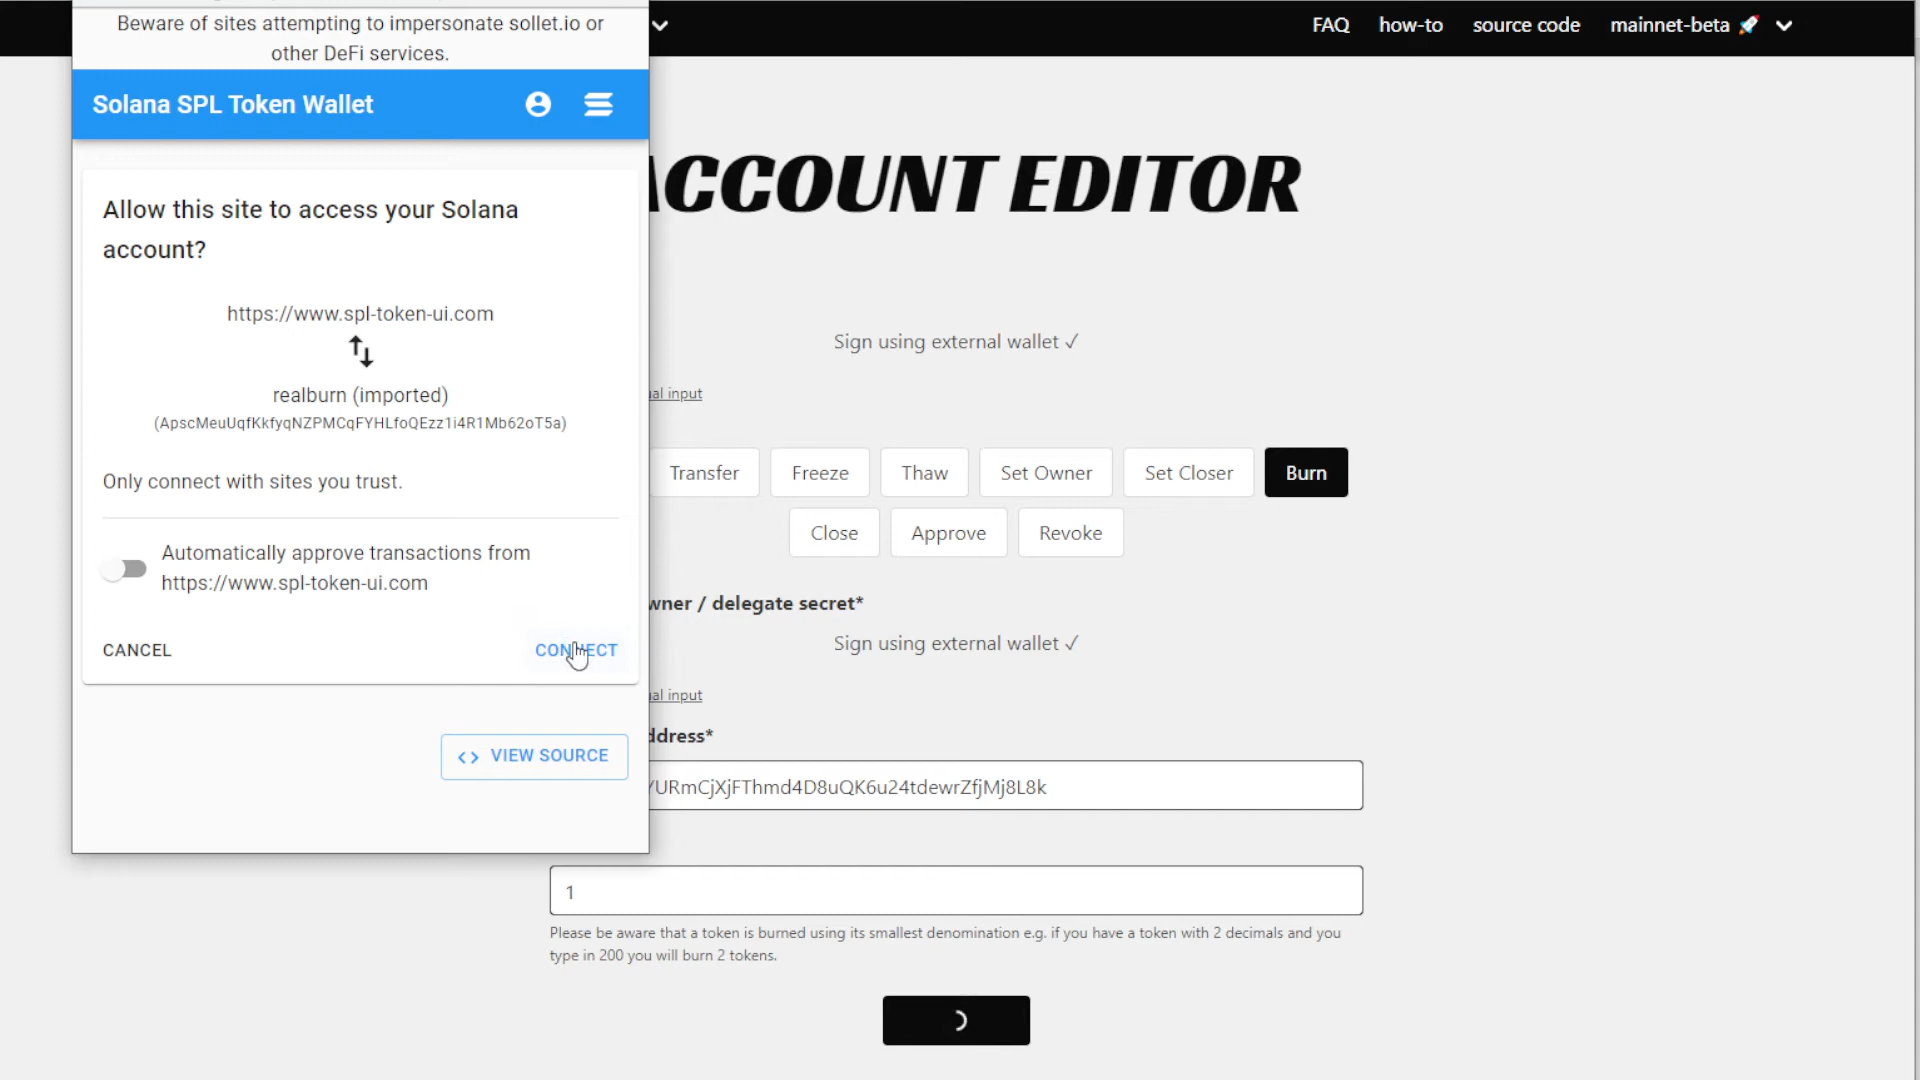 Beware of sites attempting to impersonate sollet.io or
other DeFi services.
Solana SPL Token Wallet
Allow this site to access your Solana
account?
https://www.spl-token-ui.com
realburn (imported)
(ApscMeuUqfKkfyqNZPMCqFYHLfoQEzz1i4R1Mb62oT5a)
Only connect with sites you trust.
Automatically approve transactions from
https://www.spl-token-ui.com
CANCEL
CONNECT
<> VIEW SOURCE
FAQ
how-to
source code
mainnet-beta 🚀
ACCOUNT EDITOR
Sign using external wallet ✓
al input
Transfer
Freeze
Thaw
Set Owner
Set Closer
Burn
Close
Approve
Revoke
wner / delegate secret*
Sign using external wallet ✓
al input
ddress*
URmCjXjFThmd4D8uQK6u24tdewrZfjMj8L8k
1
Please be aware that a token is burned using its smallest denomination e.g. if you have a token with 2 decimals and you
type in 200 you will burn 2 tokens.